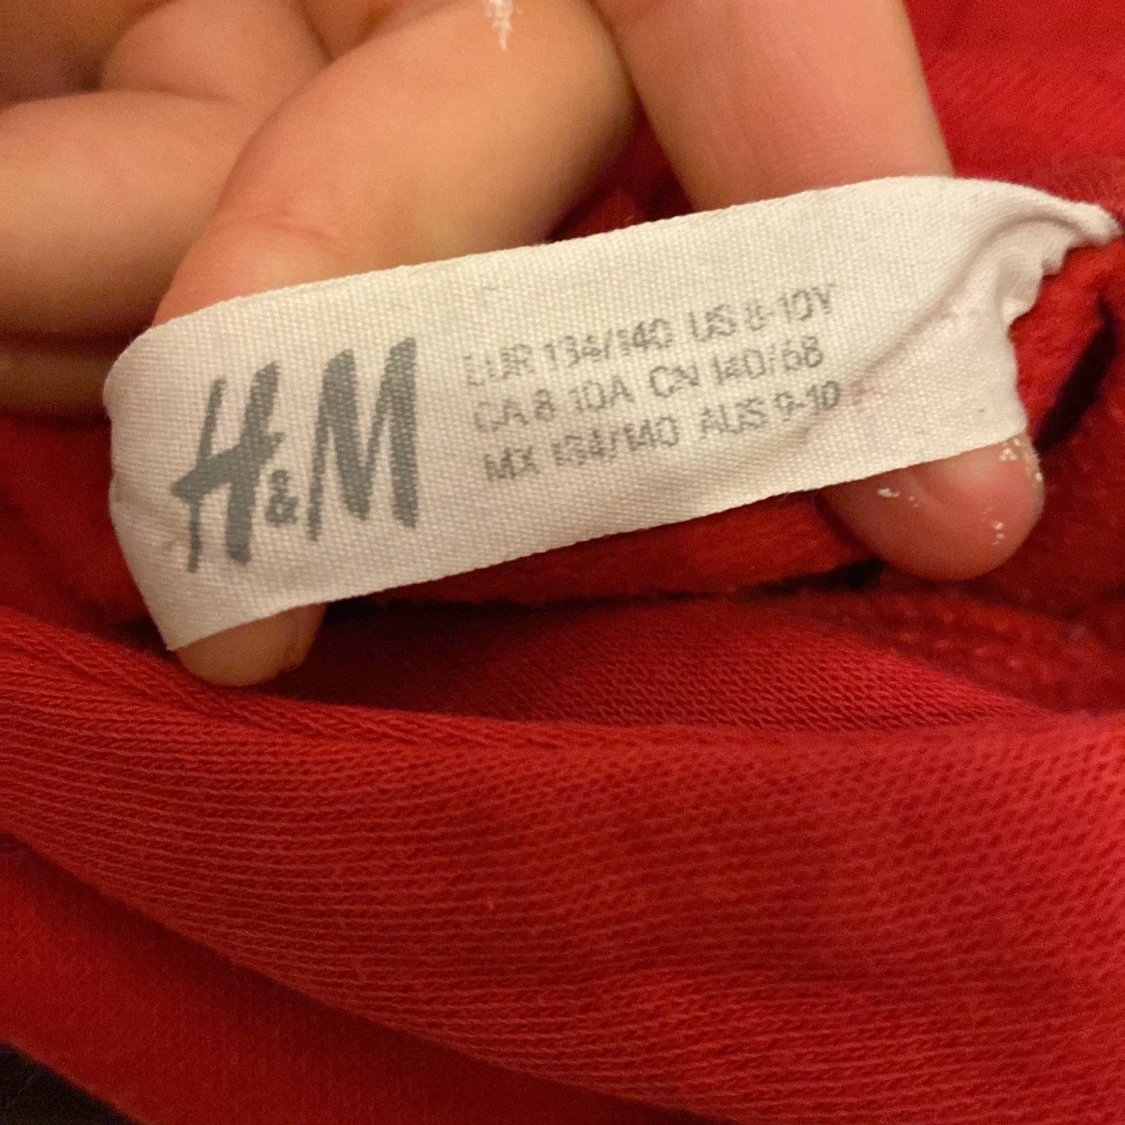 H&M
EUR 134/140 US 8-10Y
CA 8 10A CN 140/68
MX 134/140 AUS 9-10